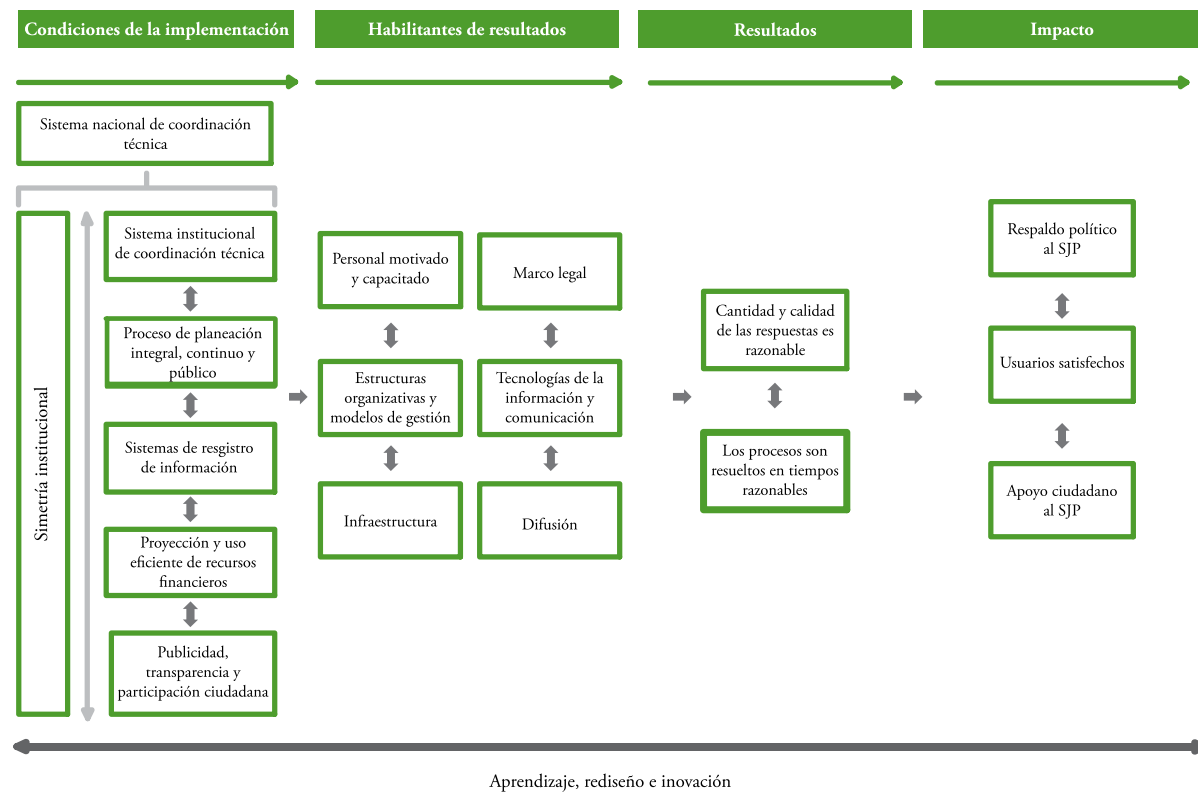 Condiciones de la implementación
Habilitantes de resultados
Resultados
Impacto
Sistema nacional de coordinación
técnica
Simetría institucional
Sistema institucional
de coordinación técnica
Proceso de planeación
integral, continuo y
público
Sistemas de resgistro
de información
Proyección y uso
eficiente de recursos
financieros
Publicidad,
transparencia y
participación ciudadana
Personal motivado
y capacitado
Estructuras
organizativas y
modelos de gestión
Infraestructura
Marco legal
Tecnologías de la
información y
comunicación
Difusión
Cantidad y calidad
de las respuestas es
razonable
Los procesos son
resueltos en tiempos
razonables
Respaldo político
al SJP
Usuarios satisfechos
Apoyo ciudadano
al SJP
Aprendizaje, rediseño e inovación